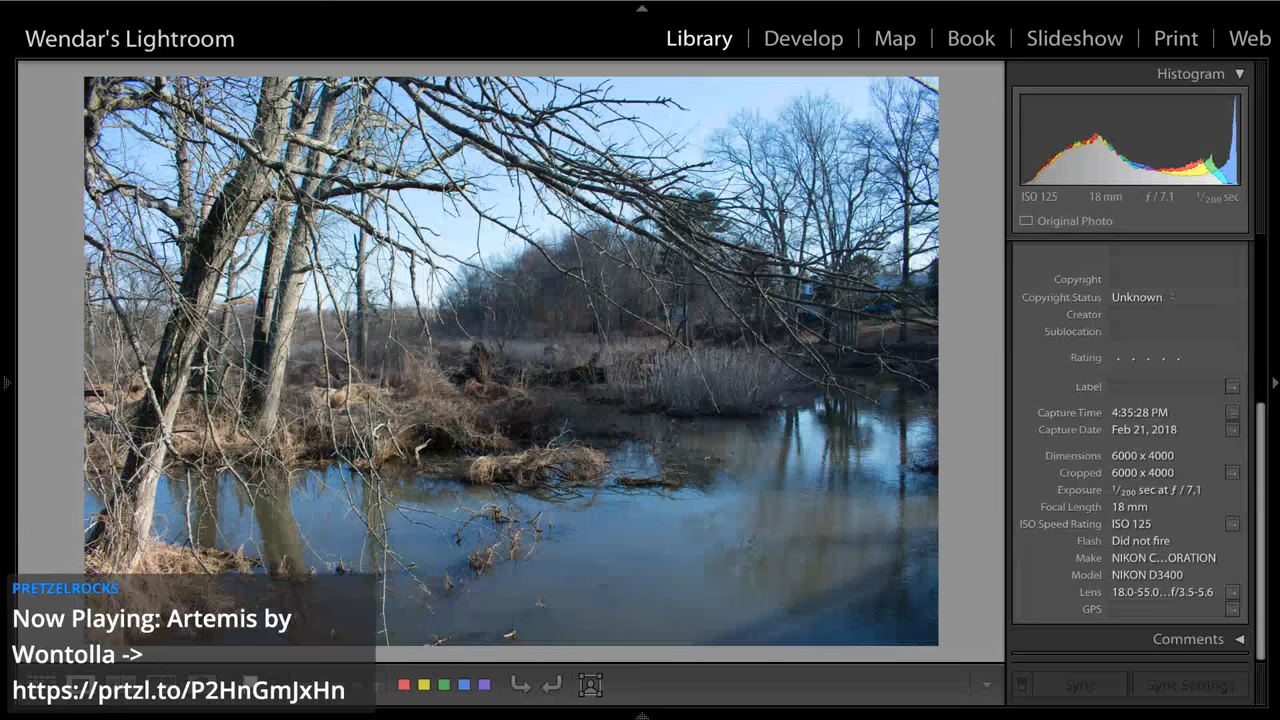 Wendar's Lightroom
Library | Develop | Map | Book | Slideshow | Print | Web
Histogram
ISO 125 18 mm ƒ / 7.1 1/200 sec
Original Photo
Copyright
Copyright Status Unknown
Creator
Sublocation
Rating . . . . .
Label
Capture Time 4:35:28 PM
Capture Date Feb 21, 2018
Dimensions 6000 x 4000
Cropped 6000 x 4000
Exposure 1/200 sec at ƒ / 7.1
Focal Length 18 mm
ISO Speed Rating ISO 125
Flash Did not fire
Make NIKON C...ORATION
Model NIKON D3400
Lens 18.0-55.0...f/3.5-5.6
GPS
Comments
Sync Sync Settings
PRETZELROCKS
Now Playing: Artemis by
Wontolla ->
https://prtzl.to/P2HnGmJxHn